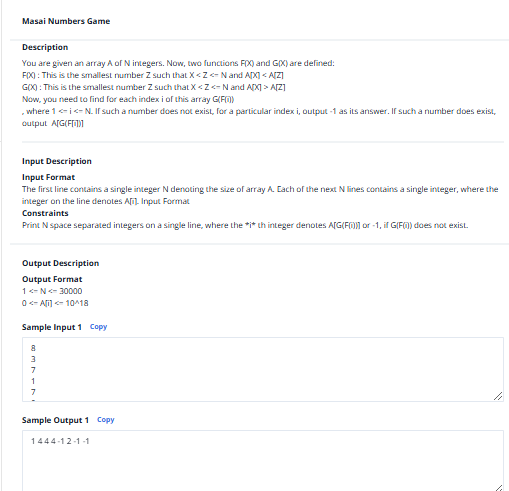 Masai Numbers Game
Description
You are given an array A of N integers. Now, two functions F(X) and G(X) are defined:
F(X) : This is the smallest number Z such that X < Z <= N and A[X] < A[Z]
G(X) : This is the smallest number Z such that X < Z <= N and A[X] > A[Z]
Now, you need to find for each index i of this array G(F(i))
, where 1 <= i <= N. If such a number does not exist, for a particular index i, output -1 as its answer. If such a number does exist,
output A[G(F(i))]
Input Description
Input Format
The first line contains a single integer N denoting the size of array A. Each of the next N lines contains a single integer, where the
integer on the line denotes A[i]. Input Format
Constraints
Print N space separated integers on a single line, where the *i* th integer denotes A[G(F(i))] or -1, if G(F(i)) does not exist.
Output Description
Output Format
1 <= N <= 30000
0 <= A[i] <= 10^18
Sample Input 1 Copy
8
3
7
1
7
Sample Output 1 Copy
1 4 4 4 -1 2 -1 -1